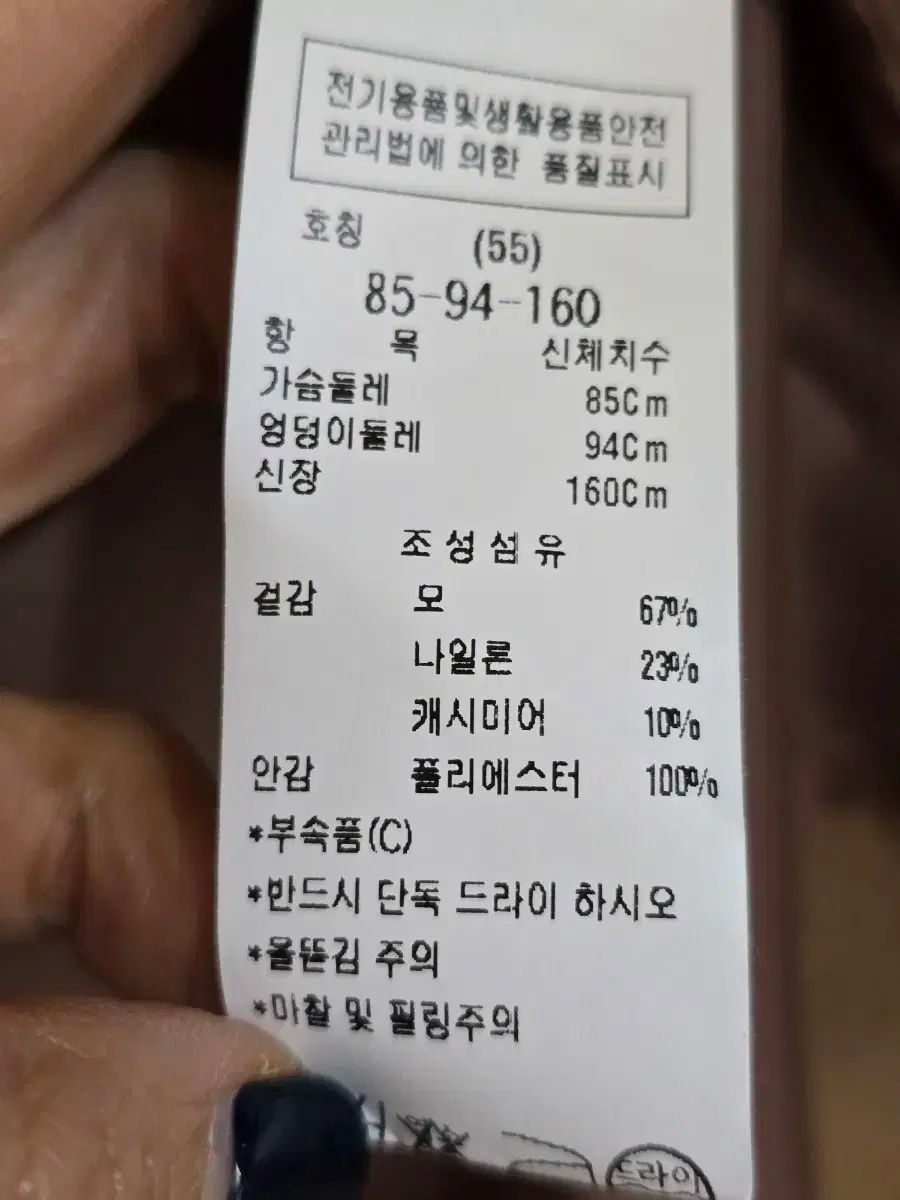 전기용품및생활용품안전
관리법에 의한 품질표시
호칭 (55)
85-94-160
항 목 신체치수
가슴둘레 85Cm
엉덩이둘레 94Cm
신장 160Cm
조성섬유
겉감 모 67%
나일론 23%
캐시미어 10%
안감 폴리에스터 100%
*부속품(C)
*반드시 단독 드라이 하시오
*올뜯김 주의
*마찰 및 필링주의
드라이